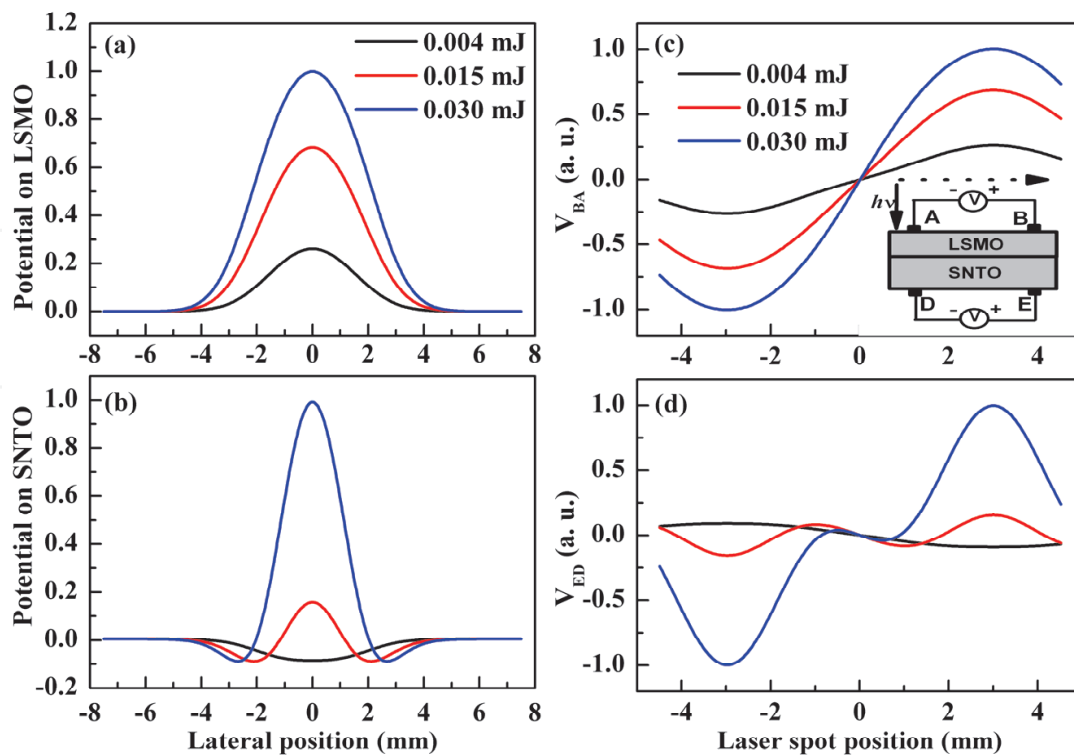 (a)
0.004 mJ
0.015 mJ
0.030 mJ
Potential on LSMO
1.2
1.0
0.8
0.6
0.4
0.2
0.0
-8 -6 -4 -2 0 2 4 6 8
(c)
0.004 mJ
0.015 mJ
0.030 mJ
V_BA (a. u.)
1.0
0.5
0.0
-0.5
-1.0
hν
- V +
A B
LSMO
SNTO
D E
- V +
-4 -2 0 2 4
(b)
Potential on SNTO
1.0
0.8
0.6
0.4
0.2
0.0
-0.2
-8 -6 -4 -2 0 2 4 6 8
Lateral position (mm)
(d)
V_ED (a. u.)
1.0
0.5
0.0
-0.5
-1.0
-4 -2 0 2 4
Laser spot position (mm)